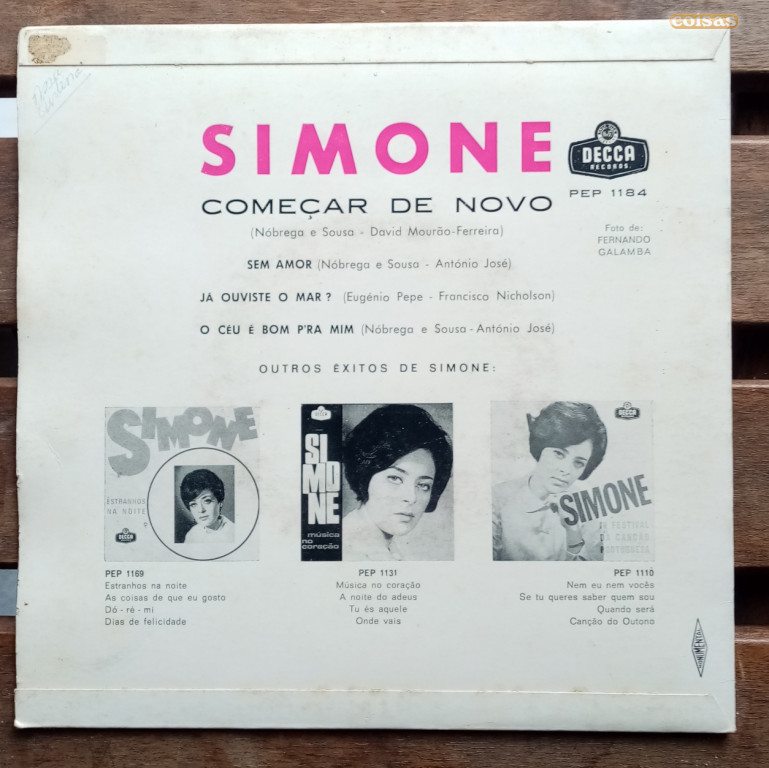 coisas
SIMONE
DECCA
RECORDS
PEP 1184
COMEÇAR DE NOVO
(Nóbrega e Sousa - David Mourão-Ferreira)
Foto de:
FERNANDO
GALAMBA
SEM AMOR (Nóbrega e Sousa - António José)
JÁ OUVISTE O MAR? (Eugénio Pepe - Francisco Nicholson)
O CÉU É BOM P'RA MIM (Nóbrega e Sousa - António José)
OUTROS ÊXITOS DE SIMONE:
SIMONE
ESTRANHOS
NA NOITE
DECCA
PEP 1169
Estranhos na noite
As coisas de que eu gosto
Dó - ré - mi
Dias de felicidade
DECCA
SI
MO
NE
música
no
coração
PEP 1131
Música no coração
A noite do adeus
Tu és aquele
Onde vais
DECCA
SIMONE
FESTIVAL
DA CANÇÃO
PORTUGUESA
PEP 1110
Nem eu nem vocês
Se tu queres saber quem sou
Quando será
Canção do Outono